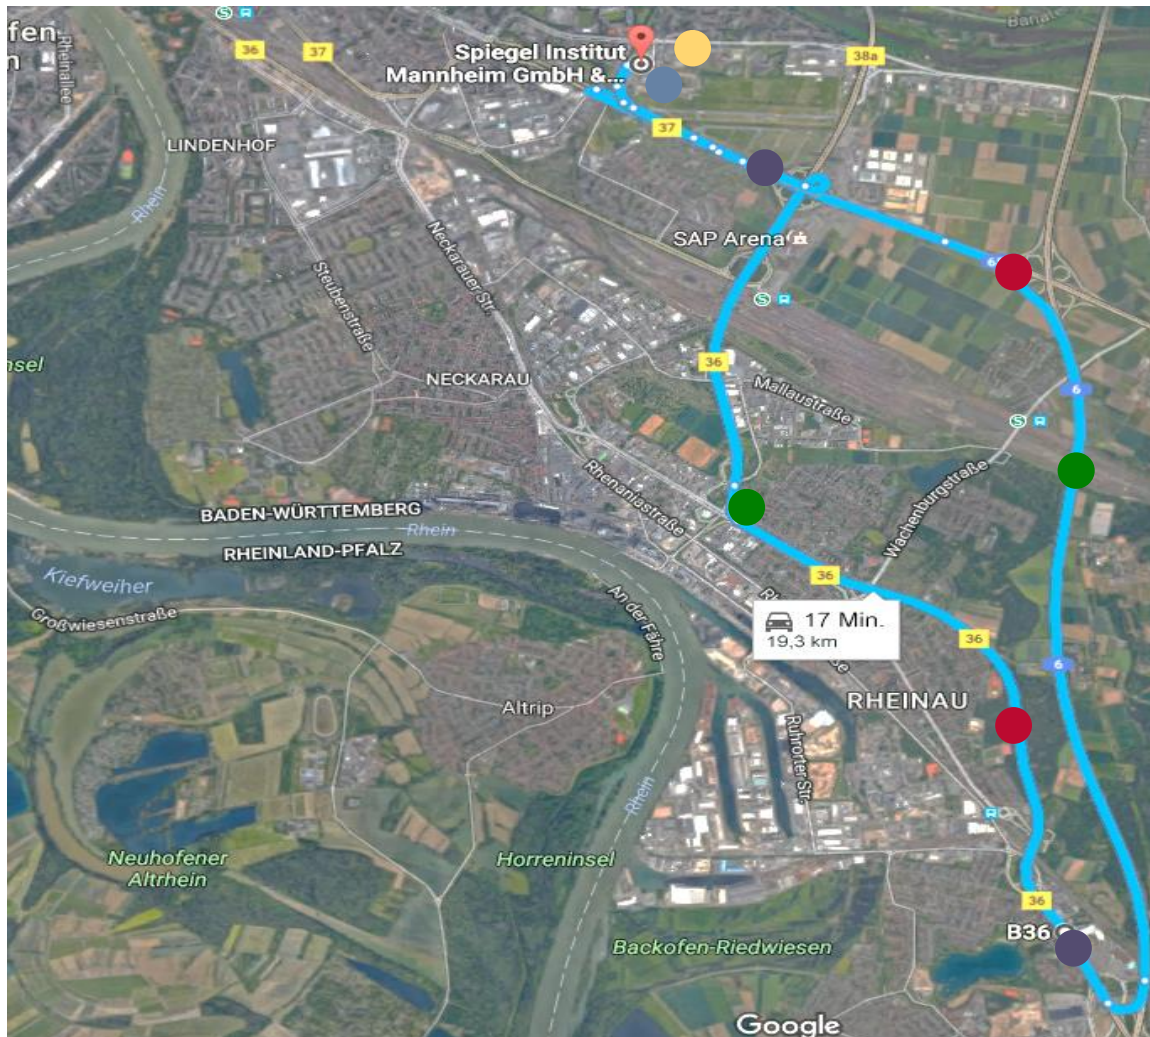 fen
n
Rheinallee
36
37
Spiegel Institut
Mannheim GmbH &...
38a
37
LINDENHOF
Rhein
Neckarauer Str.
SAP Arena
6
Steubenstraße
nsel
36
6
NECKARAU
Mallaustraße
Rhenaniastraße
Wachenburgstraße
BADEN-WÜRTTEMBERG
Rhein
RHEINLAND-PFALZ
Kiefweiher
Großwiesenstraße
An der Fähre
36
17 Min.
19,3 km
36
6
Altrip
RHEINAU
Ruhrorter Str.
Rhein
Neuhofener
Altrhein
Horreninsel
36
B36
Backofen-Riedwiesen
Google